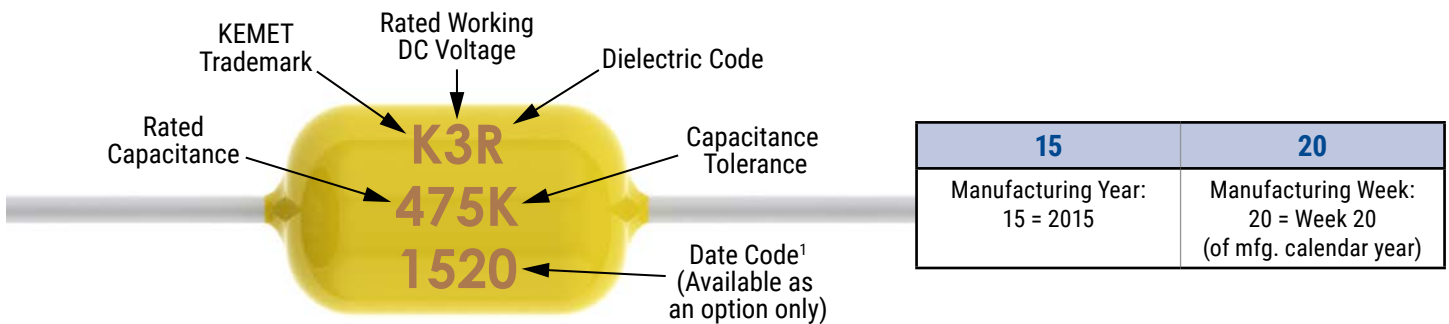 KEMET
Trademark
Rated Working
DC Voltage
Dielectric Code
Rated
Capacitance
Capacitance
Tolerance
K3R
475K
1520
Date Code¹
(Available as
an option only)
15
20
Manufacturing Year:
15 = 2015
Manufacturing Week:
20 = Week 20
(of mfg. calendar year)